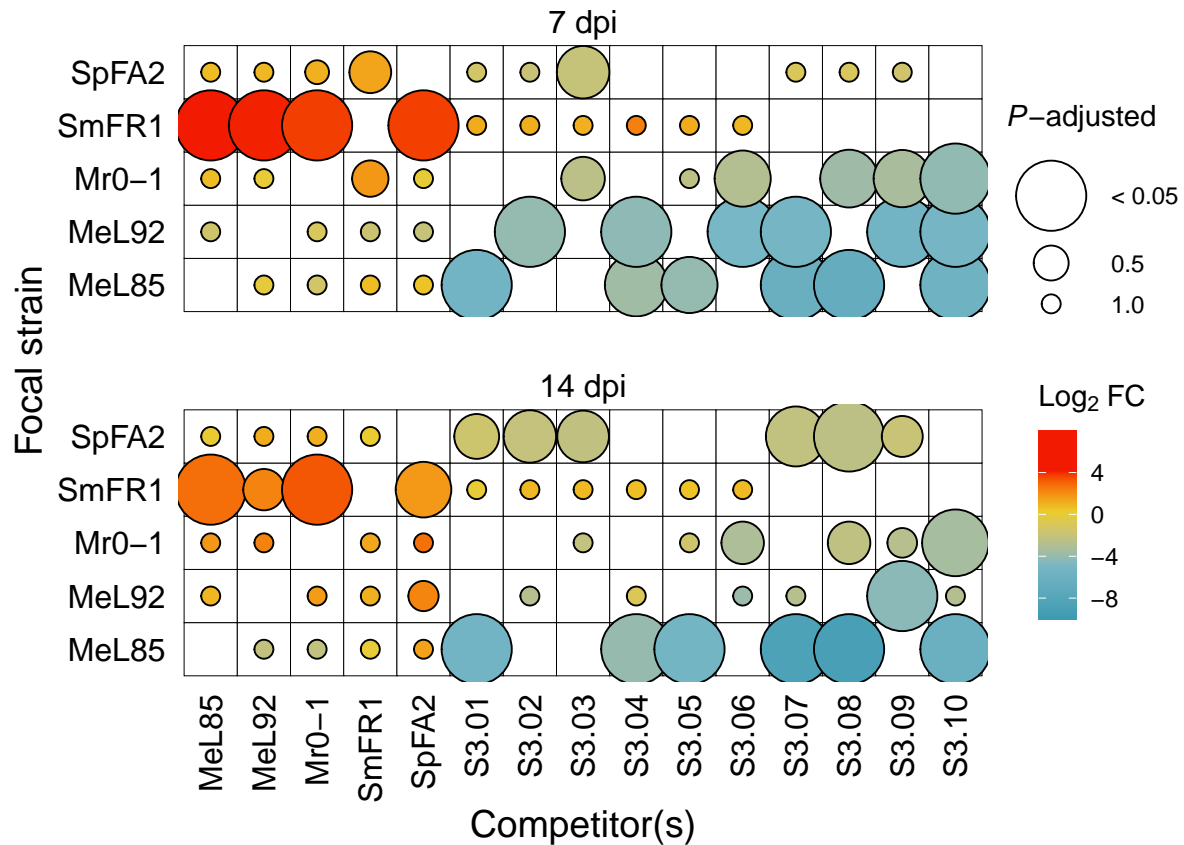 7 dpi
SpFA2
SmFR1
Mr0−1
MeL92
MeL85
14 dpi
SpFA2
SmFR1
Mr0−1
MeL92
MeL85
Focal strain
MeL85
MeL92
Mr0−1
SmFR1
SpFA2
S3.01
S3.02
S3.03
S3.04
S3.05
S3.06
S3.07
S3.08
S3.09
S3.10
Competitor(s)
P−adjusted
< 0.05
0.5
1.0
Log₂ FC
4
0
−4
−8